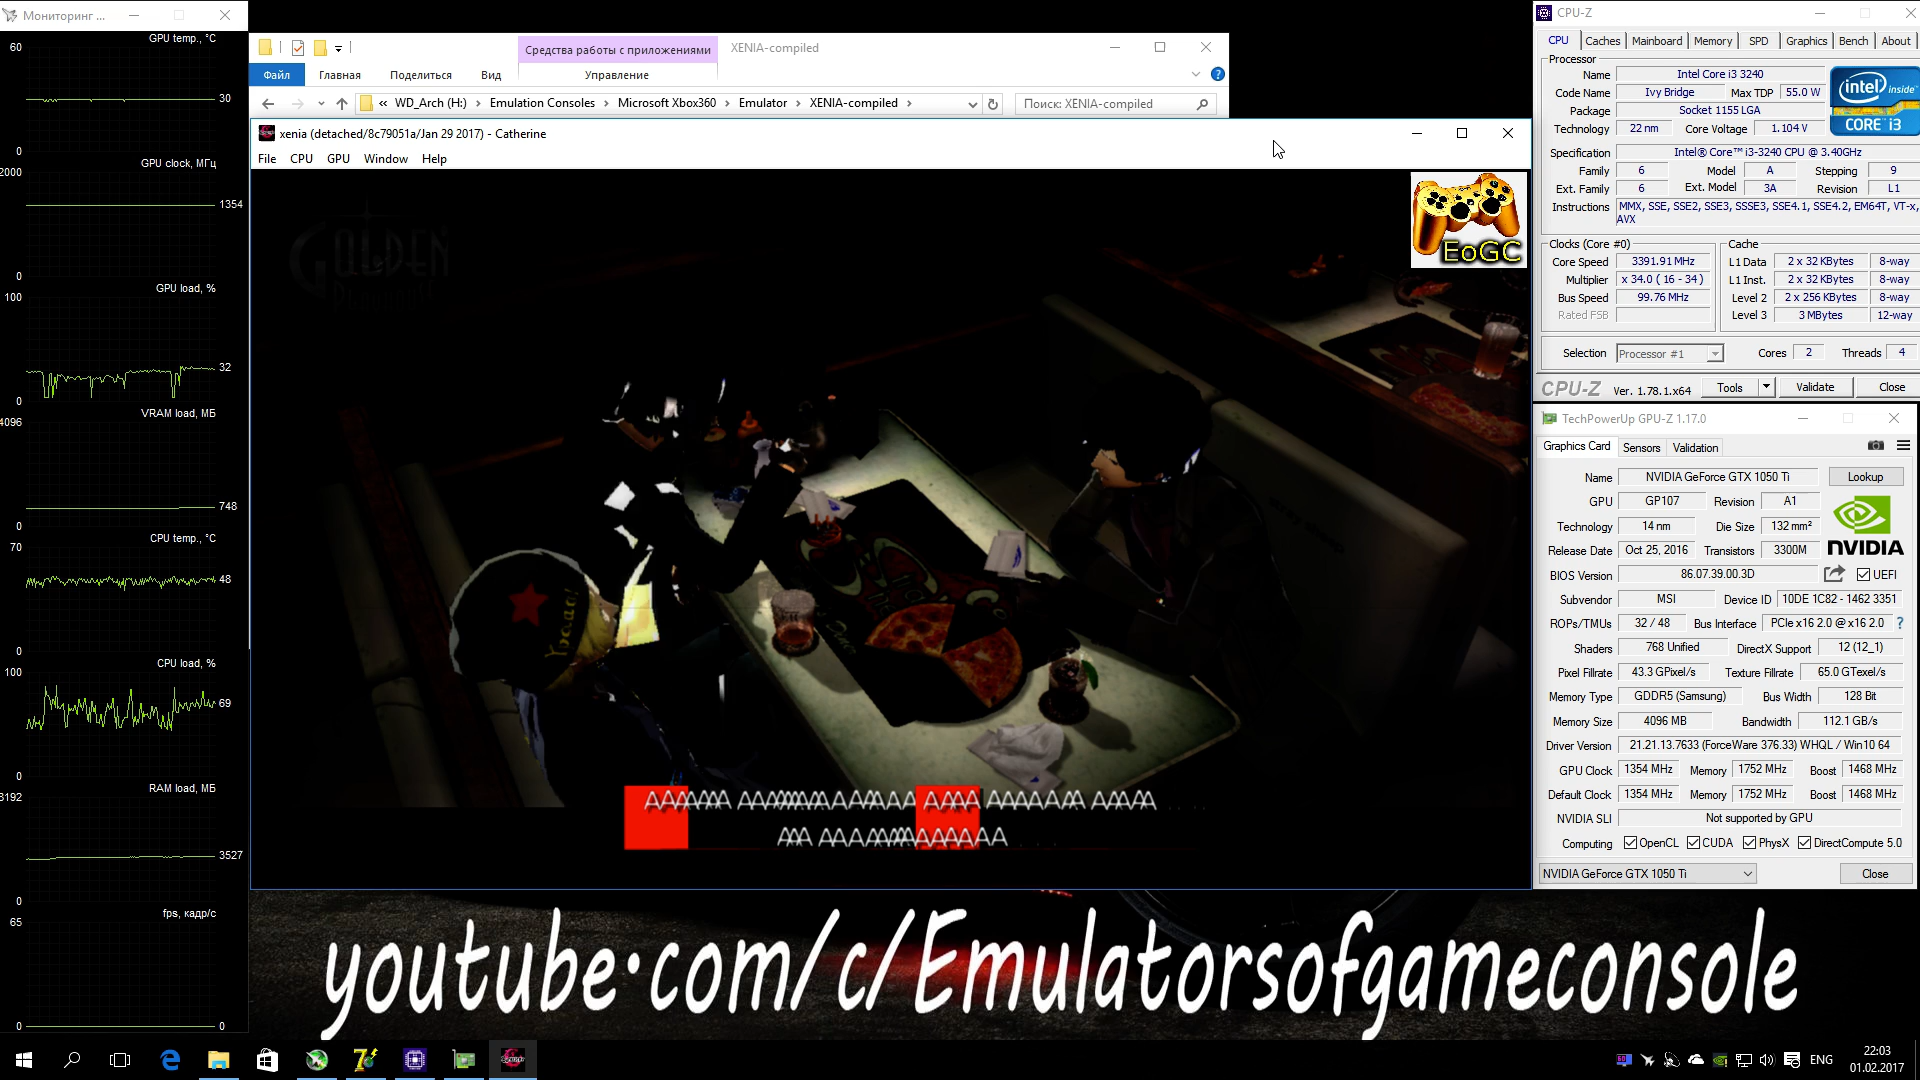 Мониторинг ...
GPU temp., °C
60
30
0
GPU clock, МГц
2000
1354
0
GPU load, %
100
32
0
VRAM load, МБ
4096
748
0
CPU temp., °C
70
48
0
CPU load, %
100
69
0
RAM load, МБ
8192
3527
0
fps, кадр/с
65
0
0
Средства работы с приложениями
XENIA-compiled
Файл
Главная
Поделиться
Вид
Управление
« WD_Arch (H:) > Emulation Consoles > Microsoft Xbox360 > Emulator > XENIA-compiled >
Поиск: XENIA-compiled
xenia (detached/8c79051a/Jan 29 2017) - Catherine
File CPU GPU Window Help
GOLDEN
EoGC
Yoaaa!
AAAAAAA AAAAAAAAAAAAAA AAAA AAAAAAA AAAAA
AAA AAAAAAAAAAAAAA
youtube.com/c/Emulatorsofgameconsole
CPU-Z
CPU Caches Mainboard Memory SPD Graphics Bench About
Processor
Name Intel Core i3 3240
Code Name Ivy Bridge Max TDP 55.0 W
Package Socket 1155 LGA
Technology 22 nm Core Voltage 1.104 V
intel inside™
CORE i3
Specification Intel® Core™ i3-3240 CPU @ 3.40GHz
Family 6 Model A Stepping 9
Ext. Family 6 Ext. Model 3A Revision L1
Instructions MMX, SSE, SSE2, SSE3, SSSE3, SSE4.1, SSE4.2, EM64T, VT-x,
AVX
Clocks (Core #0)
Core Speed 3391.91 MHz
Multiplier x 34.0 ( 16 - 34 )
Bus Speed 99.76 MHz
Rated FSB
Cache
L1 Data 2 x 32 KBytes 8-way
L1 Inst. 2 x 32 KBytes 8-way
Level 2 2 x 256 KBytes 8-way
Level 3 3 MBytes 12-way
Selection Processor #1 Cores 2 Threads 4
CPU-Z Ver. 1.78.1.x64 Tools Validate Close
TechPowerUp GPU-Z 1.17.0
Graphics Card Sensors Validation
Name NVIDIA GeForce GTX 1050 Ti Lookup
GPU GP107 Revision A1
Technology 14 nm Die Size 132 mm²
Release Date Oct 25, 2016 Transistors 3300M
NVIDIA
BIOS Version 86.07.39.00.3D UEFI
Subvendor MSI Device ID 10DE 1C82 - 1462 3351
ROPs/TMUs 32 / 48 Bus Interface PCIe x16 2.0 @ x16 2.0 ?
Shaders 768 Unified DirectX Support 12 (12_1)
Pixel Fillrate 43.3 GPixel/s Texture Fillrate 65.0 GTexel/s
Memory Type GDDR5 (Samsung) Bus Width 128 Bit
Memory Size 4096 MB Bandwidth 112.1 GB/s
Driver Version 21.21.13.7633 (ForceWare 376.33) WHQL / Win10 64
GPU Clock 1354 MHz Memory 1752 MHz Boost 1468 MHz
Default Clock 1354 MHz Memory 1752 MHz Boost 1468 MHz
NVIDIA SLI Not supported by GPU
Computing OpenCL CUDA PhysX DirectCompute 5.0
NVIDIA GeForce GTX 1050 Ti Close
ENG
22:03
01.02.2017